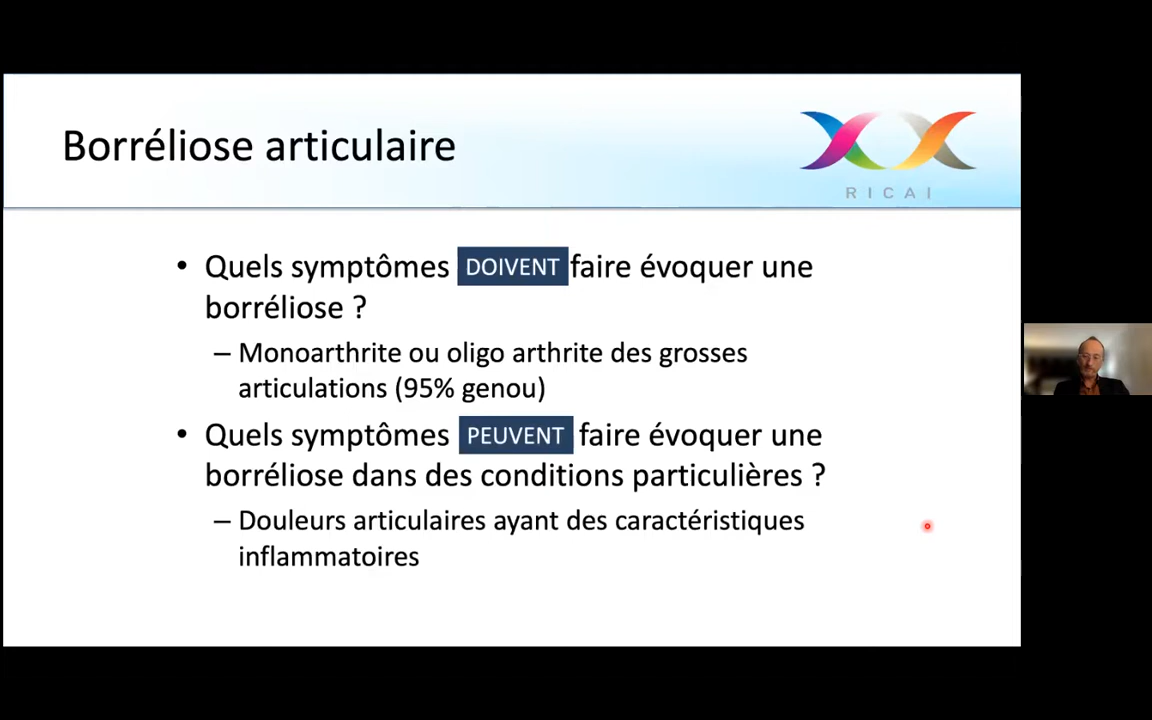 Borréliose articulaire
RICAI
• Quels symptômes DOIVENT faire évoquer une
borréliose ?
– Monoarthrite ou oligo arthrite des grosses
articulations (95% genou)
• Quels symptômes PEUVENT faire évoquer une
borréliose dans des conditions particulières ?
– Douleurs articulaires ayant des caractéristiques
inflammatoires